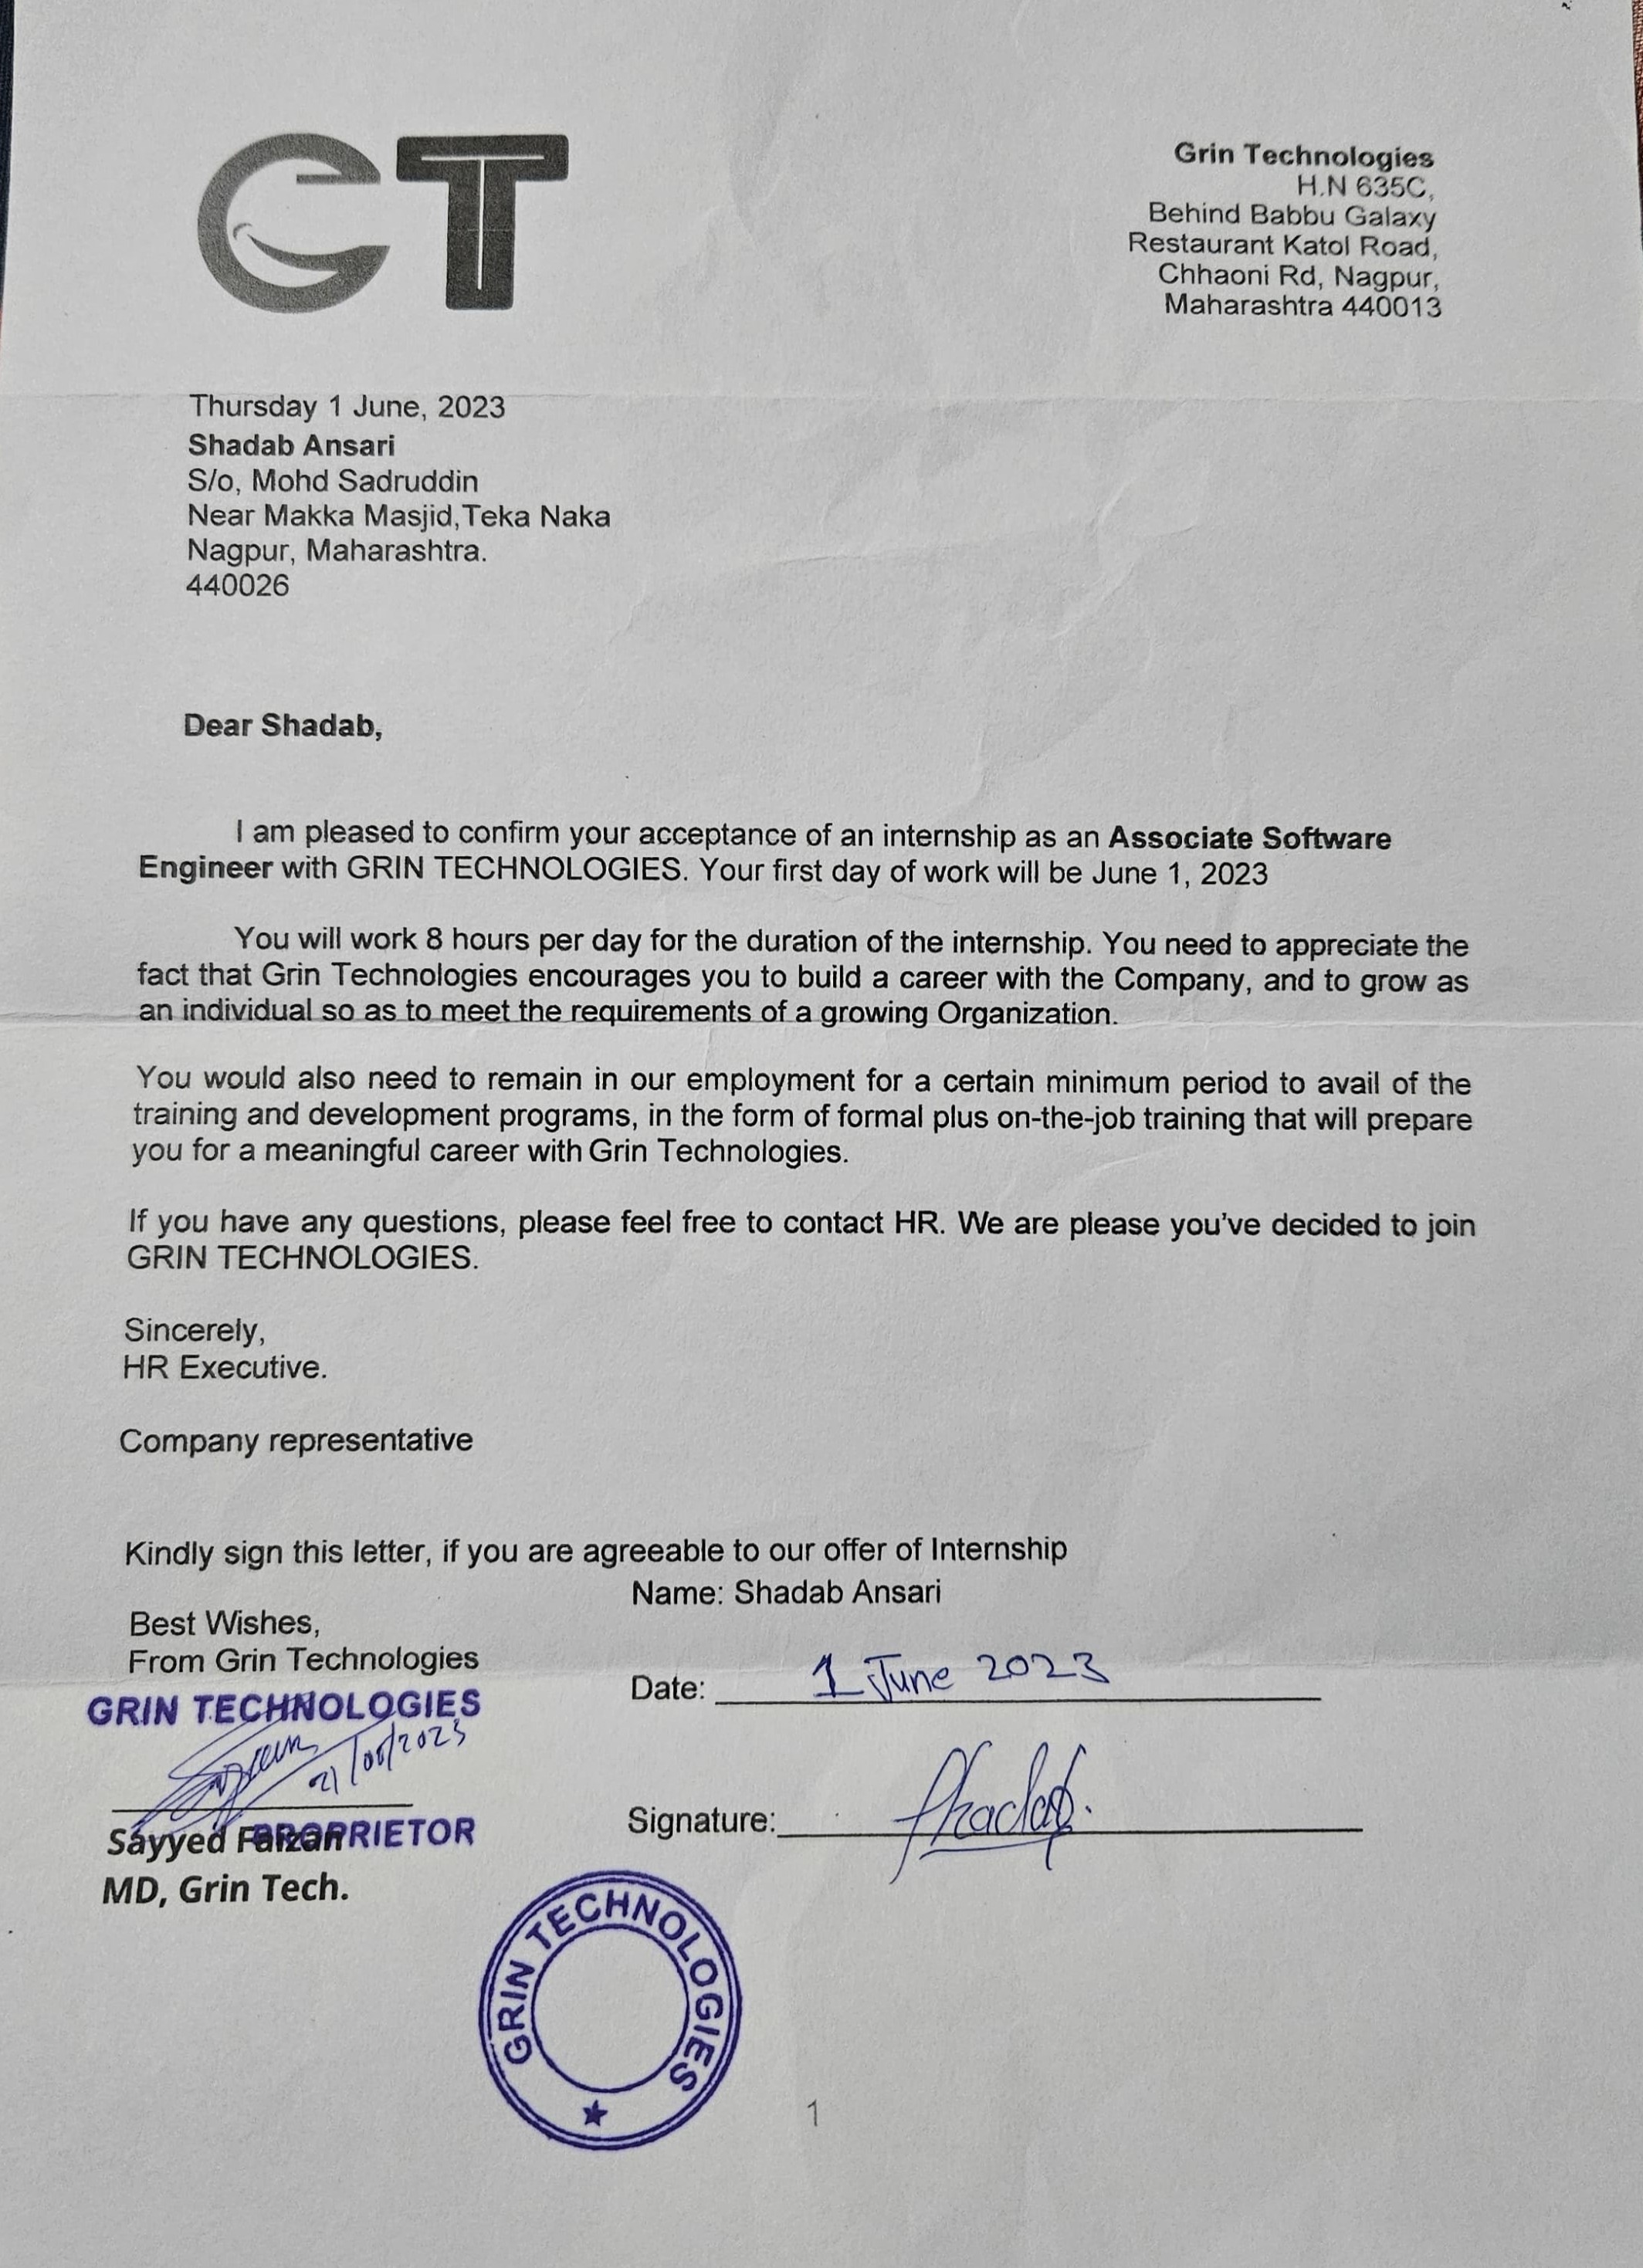 GT
Grin Technologies
H.N 635C,
Behind Babbu Galaxy
Restaurant Katol Road,
Chhaoni Rd, Nagpur,
Maharashtra 440013
Thursday 1 June, 2023
Shadab Ansari
S/o, Mohd Sadruddin
Near Makka Masjid,Teka Naka
Nagpur, Maharashtra.
440026
Dear Shadab,
I am pleased to confirm your acceptance of an internship as an Associate Software
Engineer with GRIN TECHNOLOGIES. Your first day of work will be June 1, 2023
You will work 8 hours per day for the duration of the internship. You need to appreciate the
fact that Grin Technologies encourages you to build a career with the Company, and to grow as
an individual so as to meet the requirements of a growing Organization.
You would also need to remain in our employment for a certain minimum period to avail of the
training and development programs, in the form of formal plus on-the-job training that will prepare
you for a meaningful career with Grin Technologies.
If you have any questions, please feel free to contact HR. We are please you've decided to join
GRIN TECHNOLOGIES.
Sincerely,
HR Executive.
Company representative
Kindly sign this letter, if you are agreeable to our offer of Internship
Name: Shadab Ansari
Best Wishes,
From Grin Technologies
Date: 1 June 2023
GRIN TECHNOLOGIES
Signature: Shadab.
PROPRIETOR
Sayyed Faizan
MD, Grin Tech.
GRIN TECHNOLOGIES
1